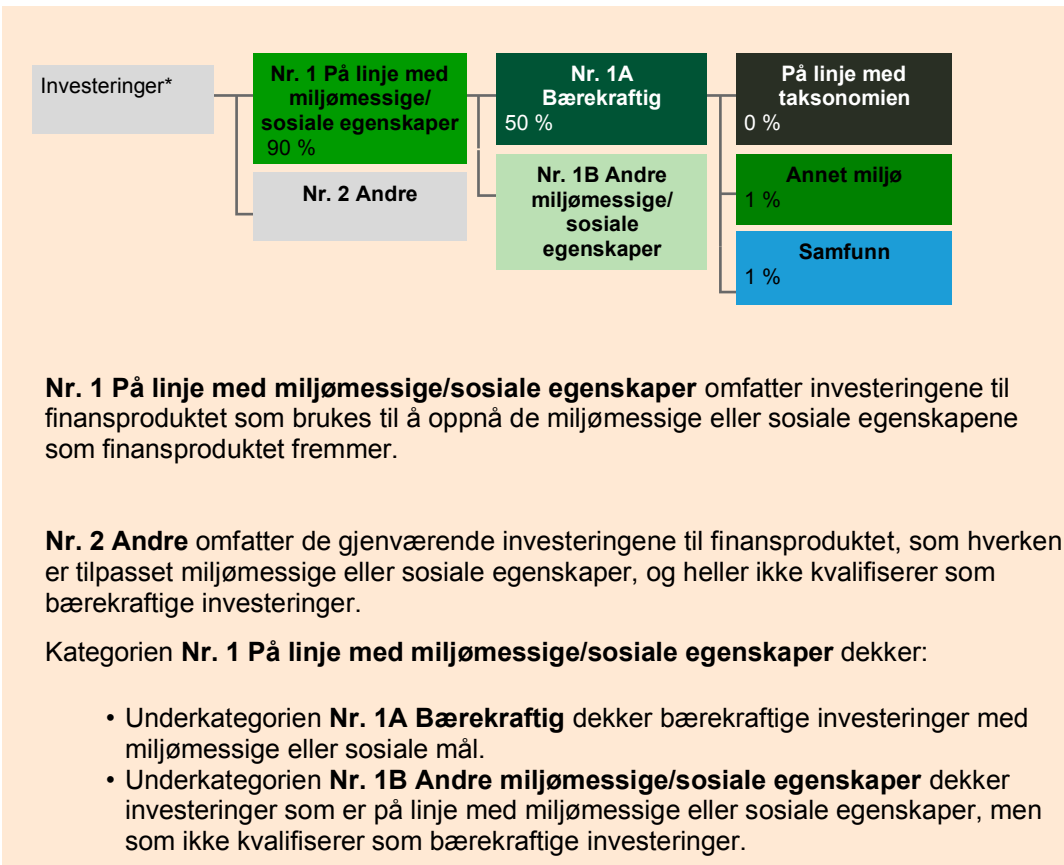 Investeringer*
Nr. 1 På linje med
miljømessige/
sosiale egenskaper
90 %
Nr. 2 Andre
Nr. 1A
Bærekraftig
50 %
Nr. 1B Andre
miljømessige/
sosiale
egenskaper
På linje med
taksonomien
0 %
Annet miljø
1 %
Samfunn
1 %
Nr. 1 På linje med miljømessige/sosiale egenskaper omfatter investeringene til
finansproduktet som brukes til å oppnå de miljømessige eller sosiale egenskapene
som finansproduktet fremmer.
Nr. 2 Andre omfatter de gjenværende investeringene til finansproduktet, som hverken
er tilpasset miljømessige eller sosiale egenskaper, og heller ikke kvalifiserer som
bærekraftige investeringer.
Kategorien Nr. 1 På linje med miljømessige/sosiale egenskaper dekker:
• Underkategorien Nr. 1A Bærekraftig dekker bærekraftige investeringer med
miljømessige eller sosiale mål.
• Underkategorien Nr. 1B Andre miljømessige/sosiale egenskaper dekker
investeringer som er på linje med miljømessige eller sosiale egenskaper, men
som ikke kvalifiserer som bærekraftige investeringer.